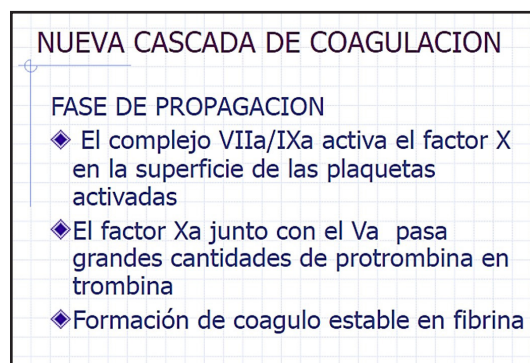 NUEVA CASCADA DE COAGULACION
FASE DE PROPAGACION
El complejo VIIa/IXa activa el factor X
en la superficie de las plaquetas
activadas
El factor Xa junto con el Va pasa
grandes cantidades de protrombina en
trombina
Formación de coagulo estable en fibrina